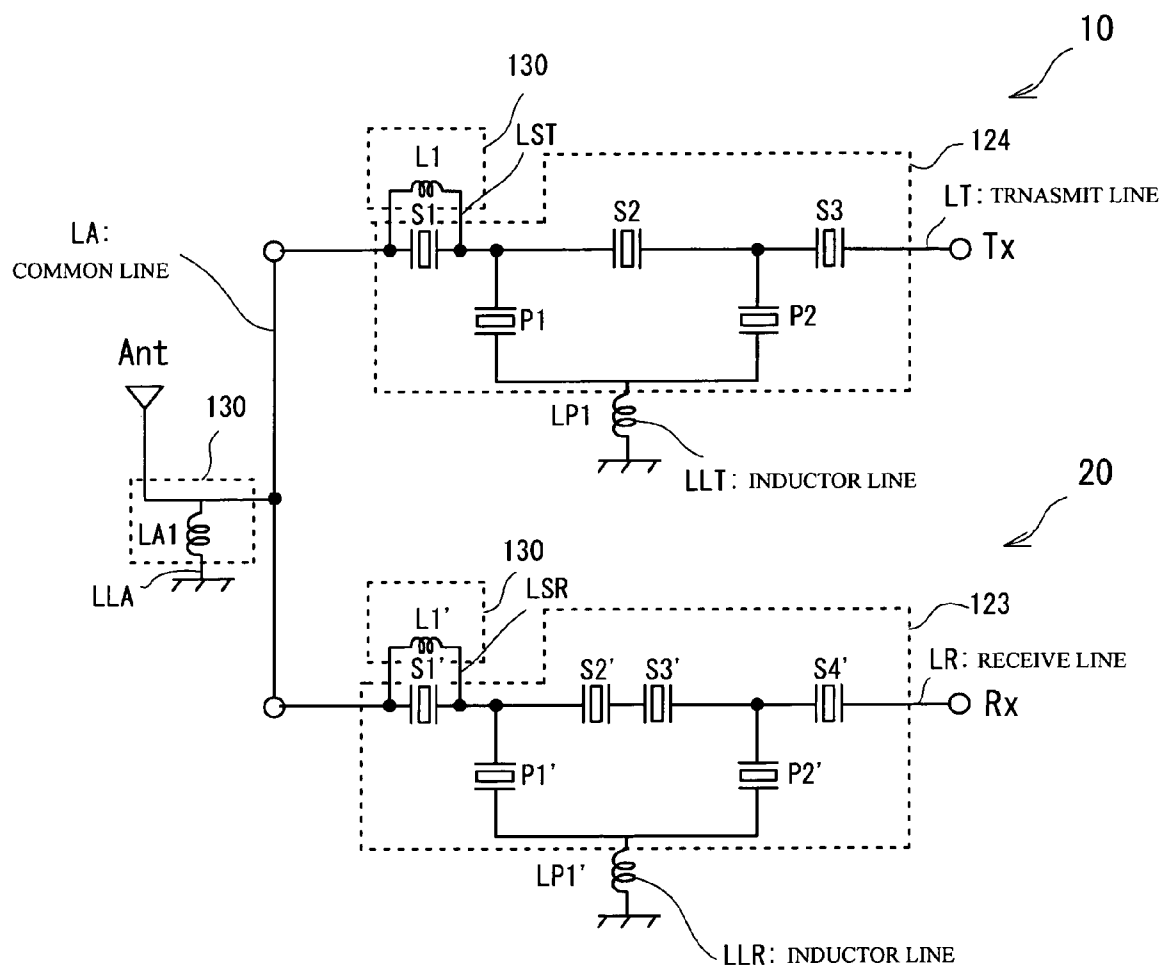 10
130
LST
124
L1
LT: TRNASMIT LINE
S1
S2
S3
LA:
COMMON LINE
Tx
P1
P2
Ant
130
LP1
LLT: INDUCTOR LINE
20
LA1
LLA
130
LSR
123
L1'
LR: RECEIVE LINE
S1'
S2'
S3'
S4'
Rx
P1'
P2'
LP1'
LLR: INDUCTOR LINE